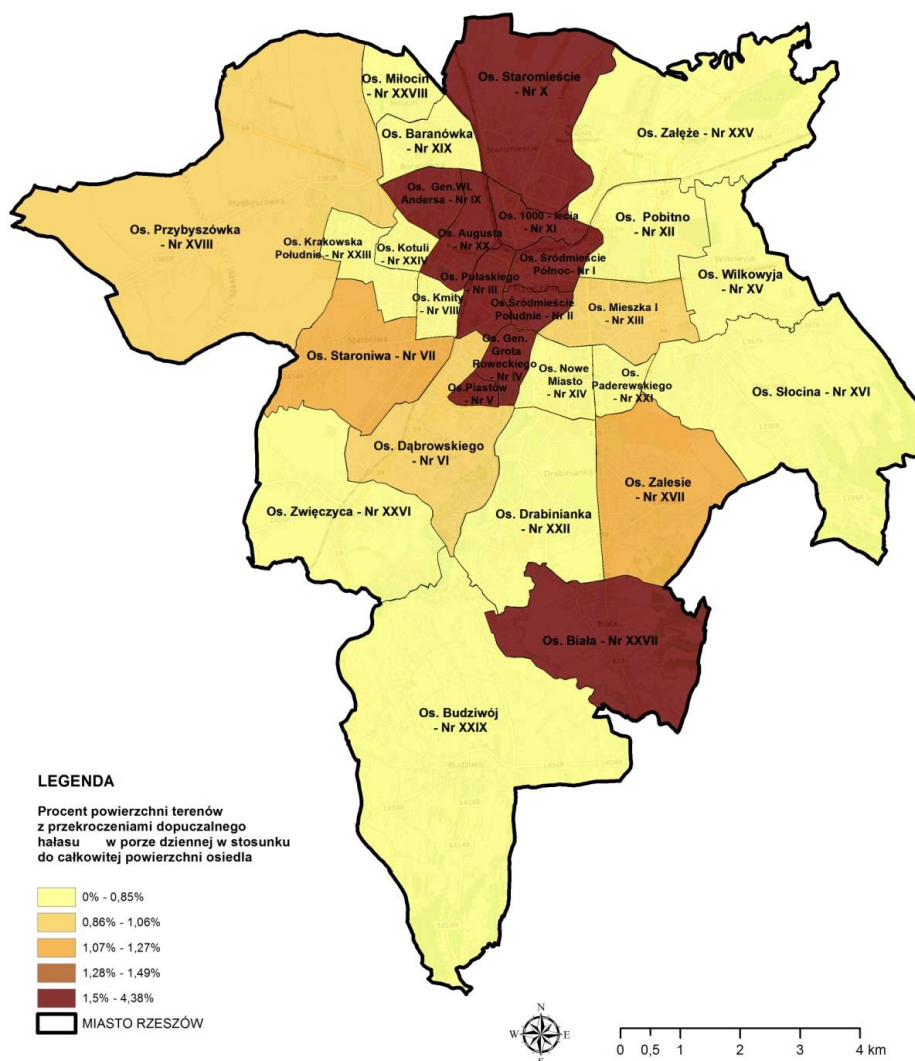 Os. Staromieście
- Nr X
Os. Miłocin
- Nr XXVIII
Os. Baranówka
- Nr XIX
Os. Załęże - Nr XXV
Os. Gen.Wł.
Andersa - Nr IX
Os. 1000 - lecia
- Nr XI
Os. Pobitno
- Nr XII
Os. Przybyszówka
- Nr XVIII
Os. Krakowska
Południe - Nr XXIII
Os. Kotuli
- Nr XXIV
Os. Augusta
- Nr XX
Os. Śródmieście
Północ- Nr I
Os. Wilkowyja
- Nr XV
Os. Pułaskiego
- Nr III
Os. Kmity
- Nr VIII
Os.Śródmieście
Południe - Nr II
Os. Mieszka I
- Nr XIII
Os. Staroniwa - Nr VII
Os. Gen.
Grota
Roweckiego
- Nr IV
Os. Nowe
Miasto
- Nr XIV
Os.
Paderewskiego
- Nr XXI
Os. Słocina - Nr XVI
Os.Piastów
- Nr V
Os. Dąbrowskiego
- Nr VI
Os. Zalesie
- Nr XVII
Os. Zwięczyca - Nr XXVI
Os. Drabinianka
- Nr XXII
Os. Biała - Nr XXVII
Os. Budziwój
- Nr XXIX
LEGENDA
Procent powierzchni terenów
z przekroczeniami dopuczalnego
hałasu w porze dziennej w stosunku
do całkowitej powierzchni osiedla
0% - 0,85%
0,86% - 1,06%
1,07% - 1,27%
1,28% - 1,49%
1,5% - 4,38%
MIASTO RZESZÓW
N
W E
S
0 0,5 1 2 3 4 km